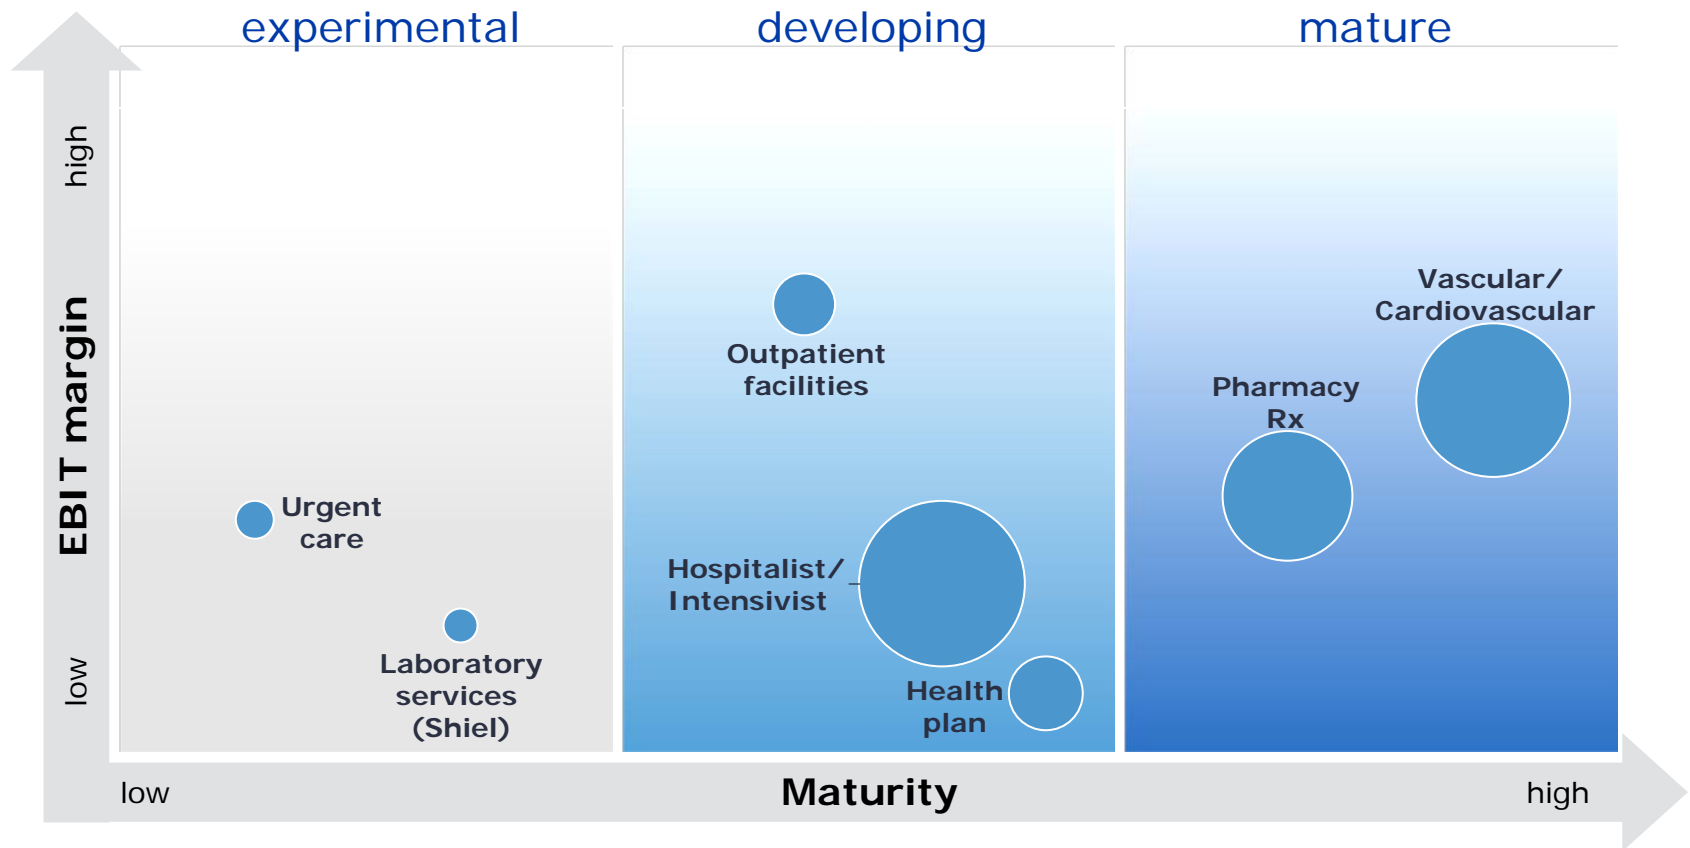 experimental
developing
mature
high
EBIT margin
low
Vascular/
Cardiovascular
Outpatient
facilities
Pharmacy
Rx
Urgent
care
Hospitalist/
Intensivist
Laboratory
services
(Shiel)
Health
plan
low
Maturity
high